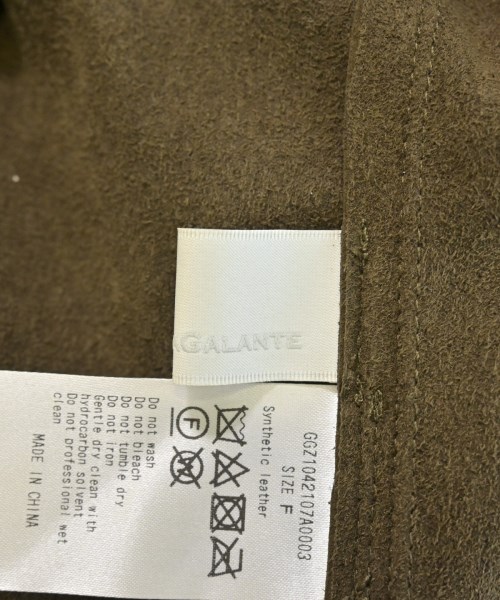 GALANTE
GGZ1042107A0003
SIZE F
Synthetic leather
F
W
Do not wash
Do not bleach
Do not tumble dry
Do not iron
Gentle dry clean with
hydrocarbon solvent
Do not professional wet
clean
MADE IN CHINA